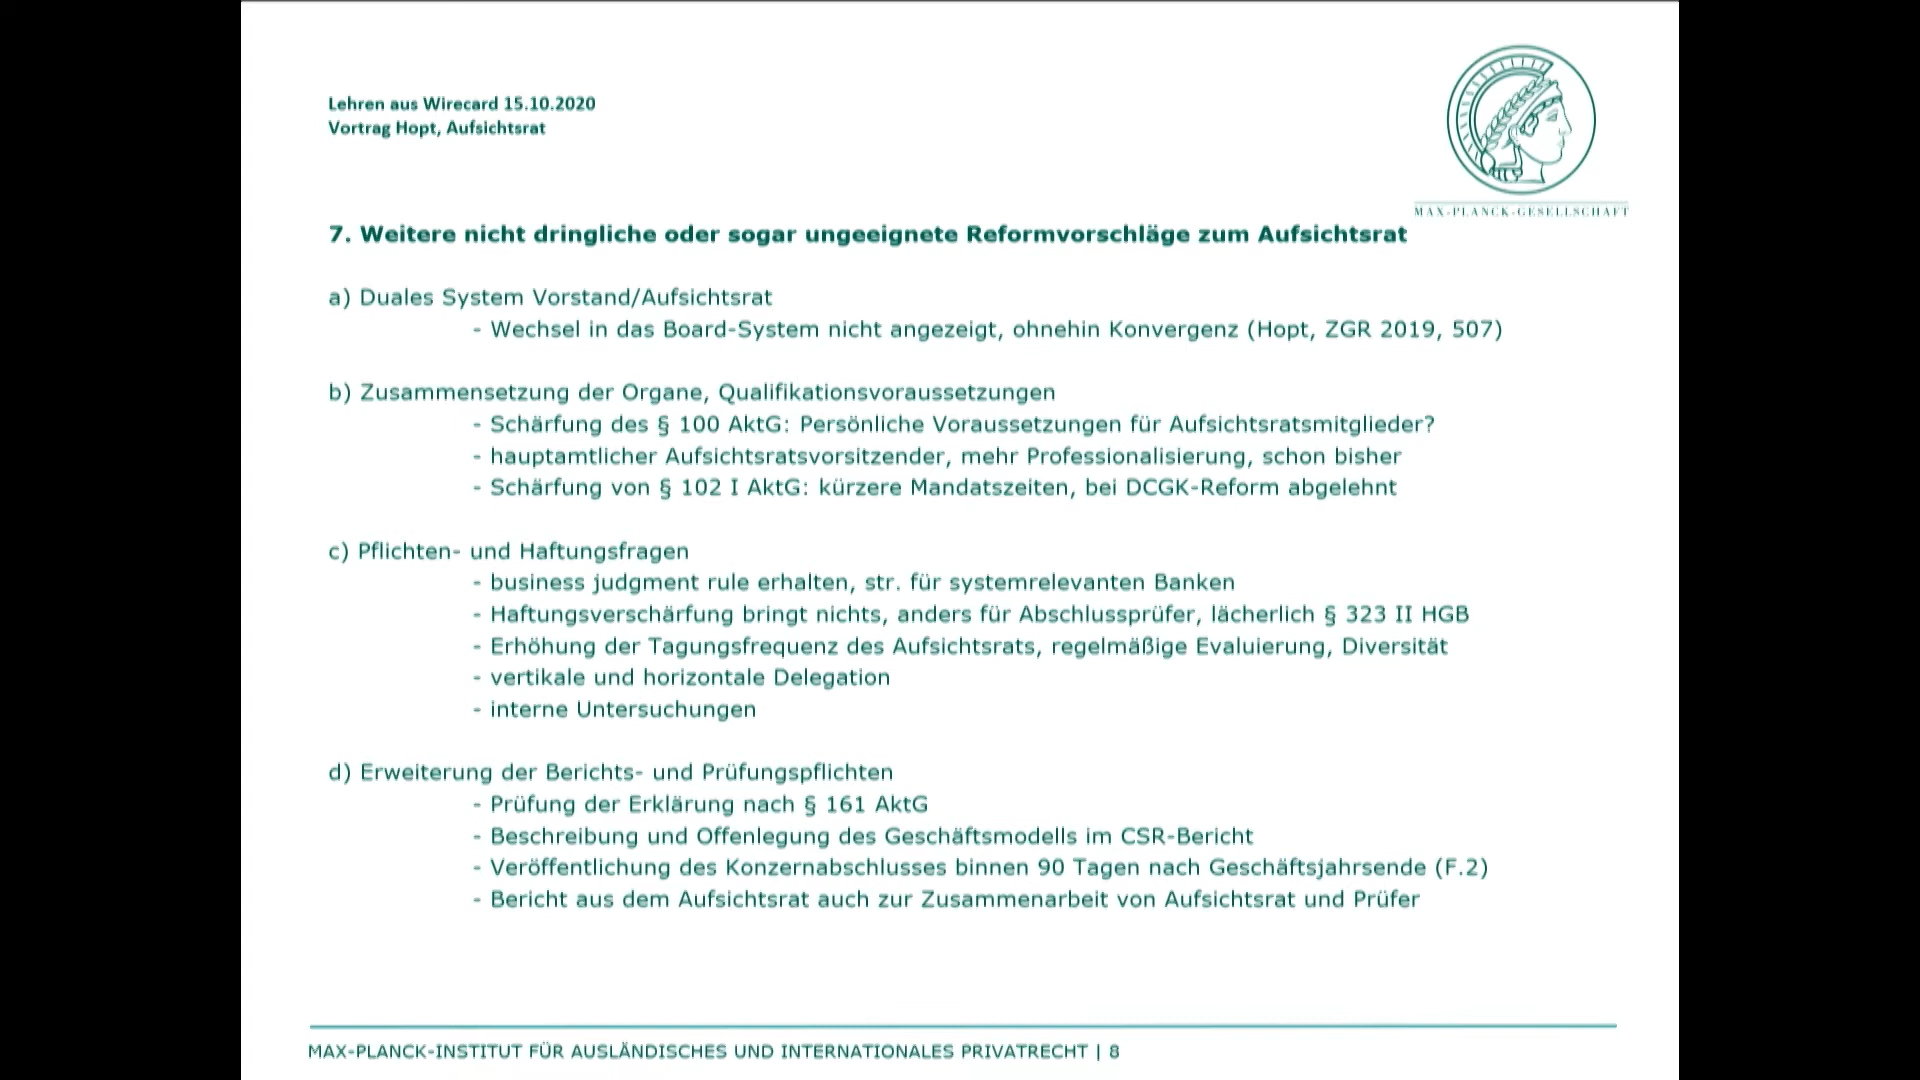 Lehren aus Wirecard 15.10.2020
Vortrag Hopt, Aufsichtsrat
MAX-PLANCK-GESELLSCHAFT
7. Weitere nicht dringliche oder sogar ungeeignete Reformvorschläge zum Aufsichtsrat
a) Duales System Vorstand/Aufsichtsrat
- Wechsel in das Board-System nicht angezeigt, ohnehin Konvergenz (Hopt, ZGR 2019, 507)
b) Zusammensetzung der Organe, Qualifikationsvoraussetzungen
- Schärfung des § 100 AktG: Persönliche Voraussetzungen für Aufsichtsratsmitglieder?
- hauptamtlicher Aufsichtsratsvorsitzender, mehr Professionalisierung, schon bisher
- Schärfung von § 102 I AktG: kürzere Mandatszeiten, bei DCGK-Reform abgelehnt
c) Pflichten- und Haftungsfragen
- business judgment rule erhalten, str. für systemrelevanten Banken
- Haftungsverschärfung bringt nichts, anders für Abschlussprüfer, lächerlich § 323 II HGB
- Erhöhung der Tagungsfrequenz des Aufsichtsrats, regelmäßige Evaluierung, Diversität
- vertikale und horizontale Delegation
- interne Untersuchungen
d) Erweiterung der Berichts- und Prüfungspflichten
- Prüfung der Erklärung nach § 161 AktG
- Beschreibung und Offenlegung des Geschäftsmodells im CSR-Bericht
- Veröffentlichung des Konzernabschlusses binnen 90 Tagen nach Geschäftsjahrsende (F.2)
- Bericht aus dem Aufsichtsrat auch zur Zusammenarbeit von Aufsichtsrat und Prüfer
MAX-PLANCK-INSTITUT FÜR AUSLÄNDISCHES UND INTERNATIONALES PRIVATRECHT | 8